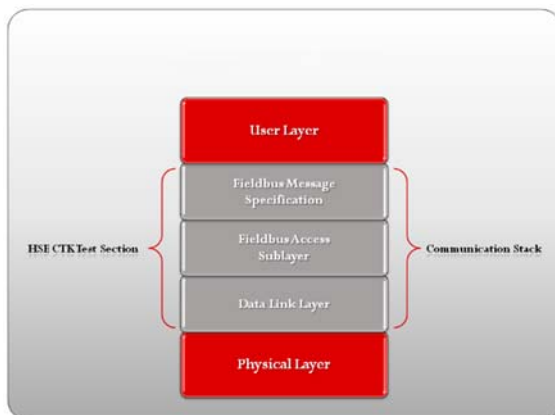 User Layer
Fieldbus Message
Specification
HSE CTK Test Section
Fieldbus Access
Sublayer
Communication Stack
Data Link Layer
Physical Layer